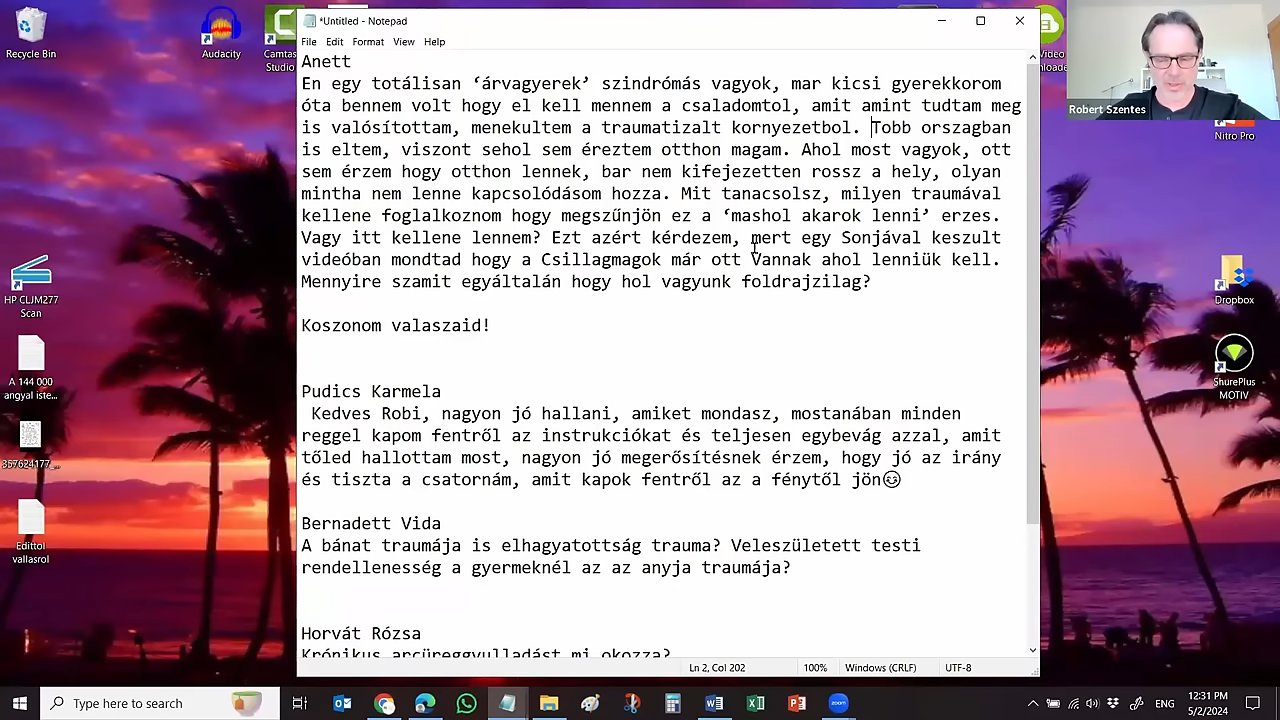 Recycle Bin
Audacity
Camtas
Studio
*Untitled - Notepad
File Edit Format View Help
Robert Szentes
Nitro Pro
Anett
En egy totálisan ‘árvagyerek’ szindrómás vagyok, mar kicsi gyerekkorom
óta bennem volt hogy el kell mennem a csaladomtol, amit amint tudtam meg
is valósítottam, menekultem a traumatizalt kornyezetbol. Tobb orszagban
is eltem, viszont sehol sem éreztem otthon magam. Ahol most vagyok, ott
sem érzem hogy otthon lennek, bar nem kifejezetten rossz a hely, olyan
mintha nem lenne kapcsolódásom hozza. Mit tanacsolsz, milyen traumával
kellene foglalkoznom hogy megszűnjön ez a ‘mashol akarok lenni’ erzes.
Vagy itt kellene lennem? Ezt azért kérdezem, mert egy Sonjával keszult
videóban mondtad hogy a Csillagmagok már ott Vannak ahol lenniük kell.
Mennyire szamit egyáltalán hogy hol vagyunk foldrajzilag?
Koszonom valaszaid!
Pudics Karmela
Kedves Robi, nagyon jó hallani, amiket mondasz, mostanában minden
reggel kapom fentről az instrukciókat és teljesen egybevág azzal, amit
tőled hallottam most, nagyon jó megerősítésnek érzem, hogy jó az irány
és tiszta a csatornám, amit kapok fentről az a fénytől jön😊
Bernadett Vida
A bánat traumája is elhagyatottság trauma? Veleszületett testi
rendellenesség a gyermeknél az az anyja traumája?
Horvát Rózsa
Krónikus arcüreggyulladást mi okozza?
HP CLJM277
Scan
A 144 000
angyal iste...
357624177_...
Edittol
vallasrol
Dropbox
ShurePlus
MOTIV
Ln 2, Col 202 100% Windows (CRLF) UTF-8
Type here to search
zoom
ENG
12:31 PM
5/2/2024